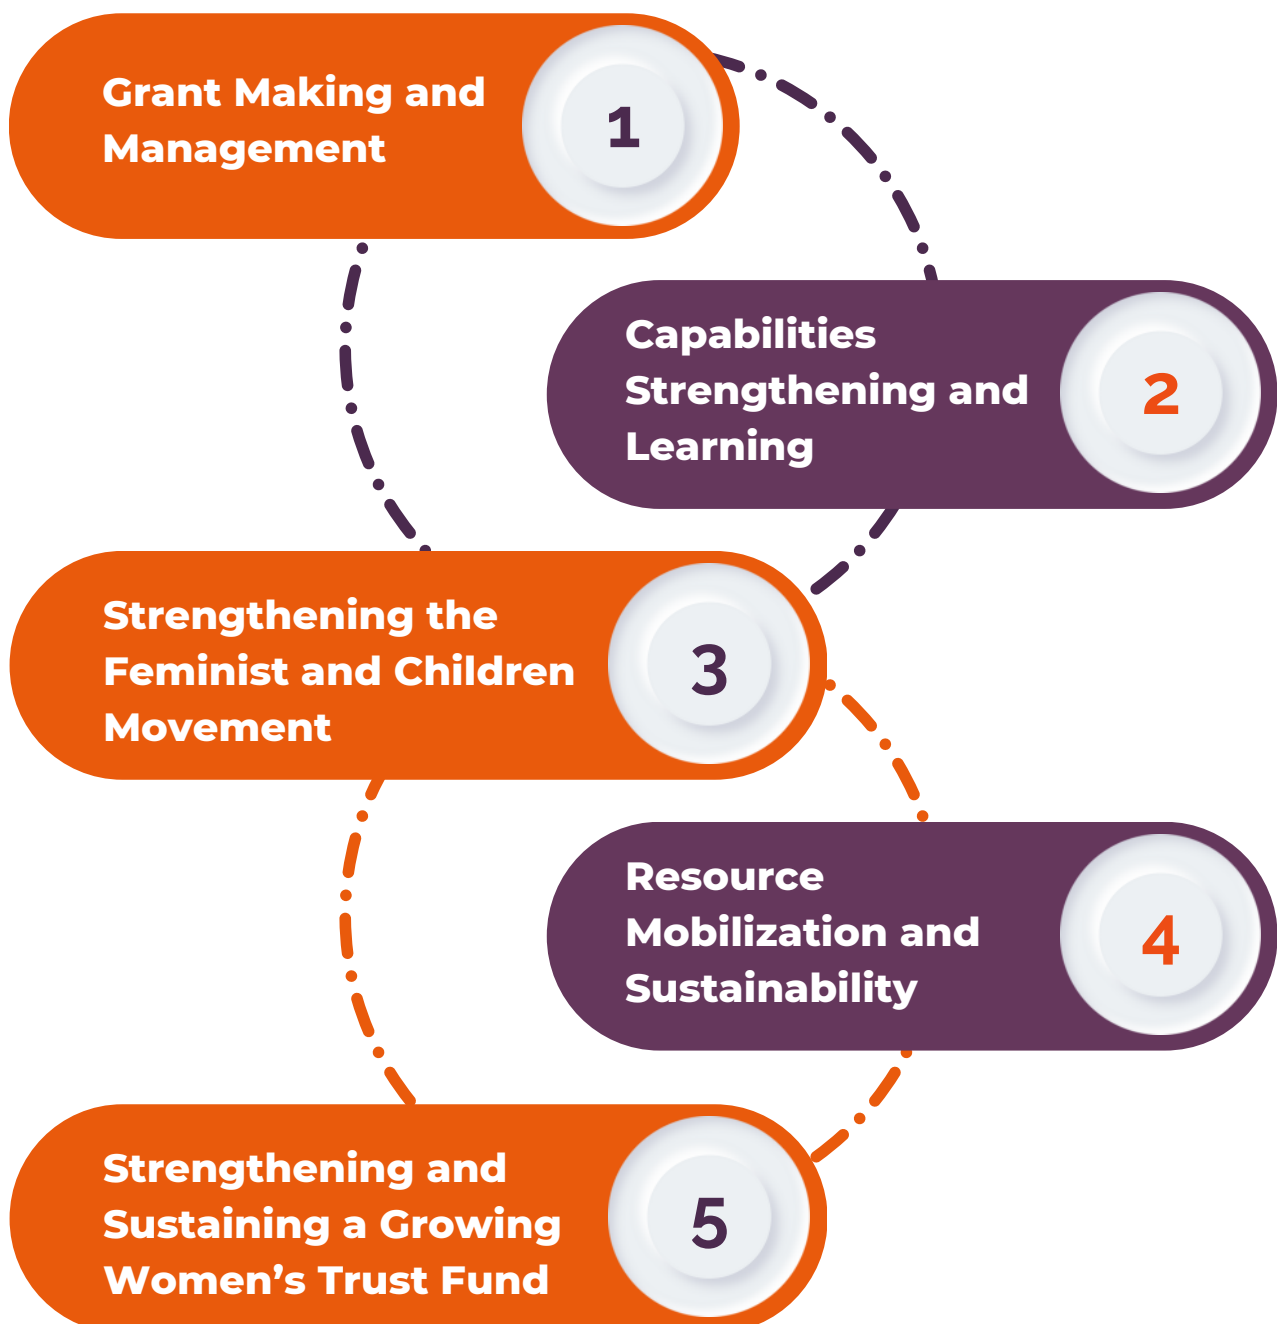 Grant Making and
Management
1
Capabilities
Strengthening and
Learning
2
Strengthening the
Feminist and Children
Movement
3
Resource
Mobilization and
Sustainability
4
Strengthening and
Sustaining a Growing
Women’s Trust Fund
5